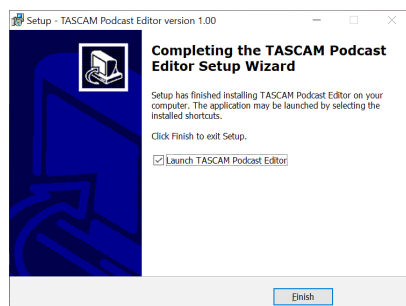 Setup - TASCAM Podcast Editor version 1.00
Completing the TASCAM Podcast
Editor Setup Wizard
Setup has finished installing TASCAM Podcast Editor on your
computer. The application may be launched by selecting the
installed shortcuts.
Click Finish to exit Setup.
Launch TASCAM Podcast Editor
Finish